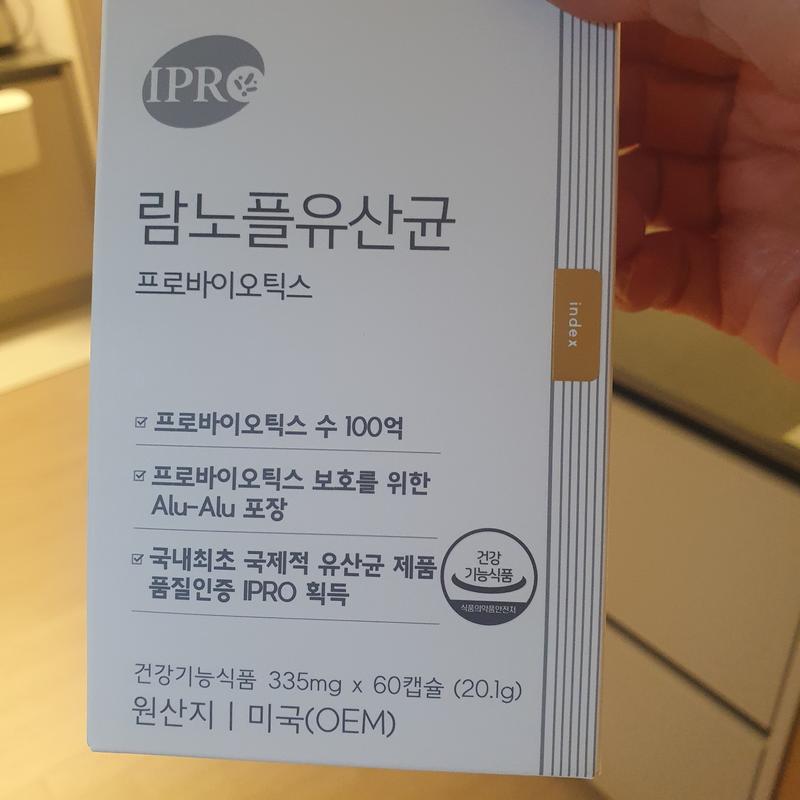 IPRO
람노플유산균
프로바이오틱스
index
프로바이오틱스 수 100억
프로바이오틱스 보호를 위한
Alu-Alu 포장
국내최초 국제적 유산균 제품
품질인증 IPRO 획득
건강
기능식품
식품의약품안전처
건강기능식품 335mg x 60캡슐 (20.1g)
원산지 | 미국(OEM)